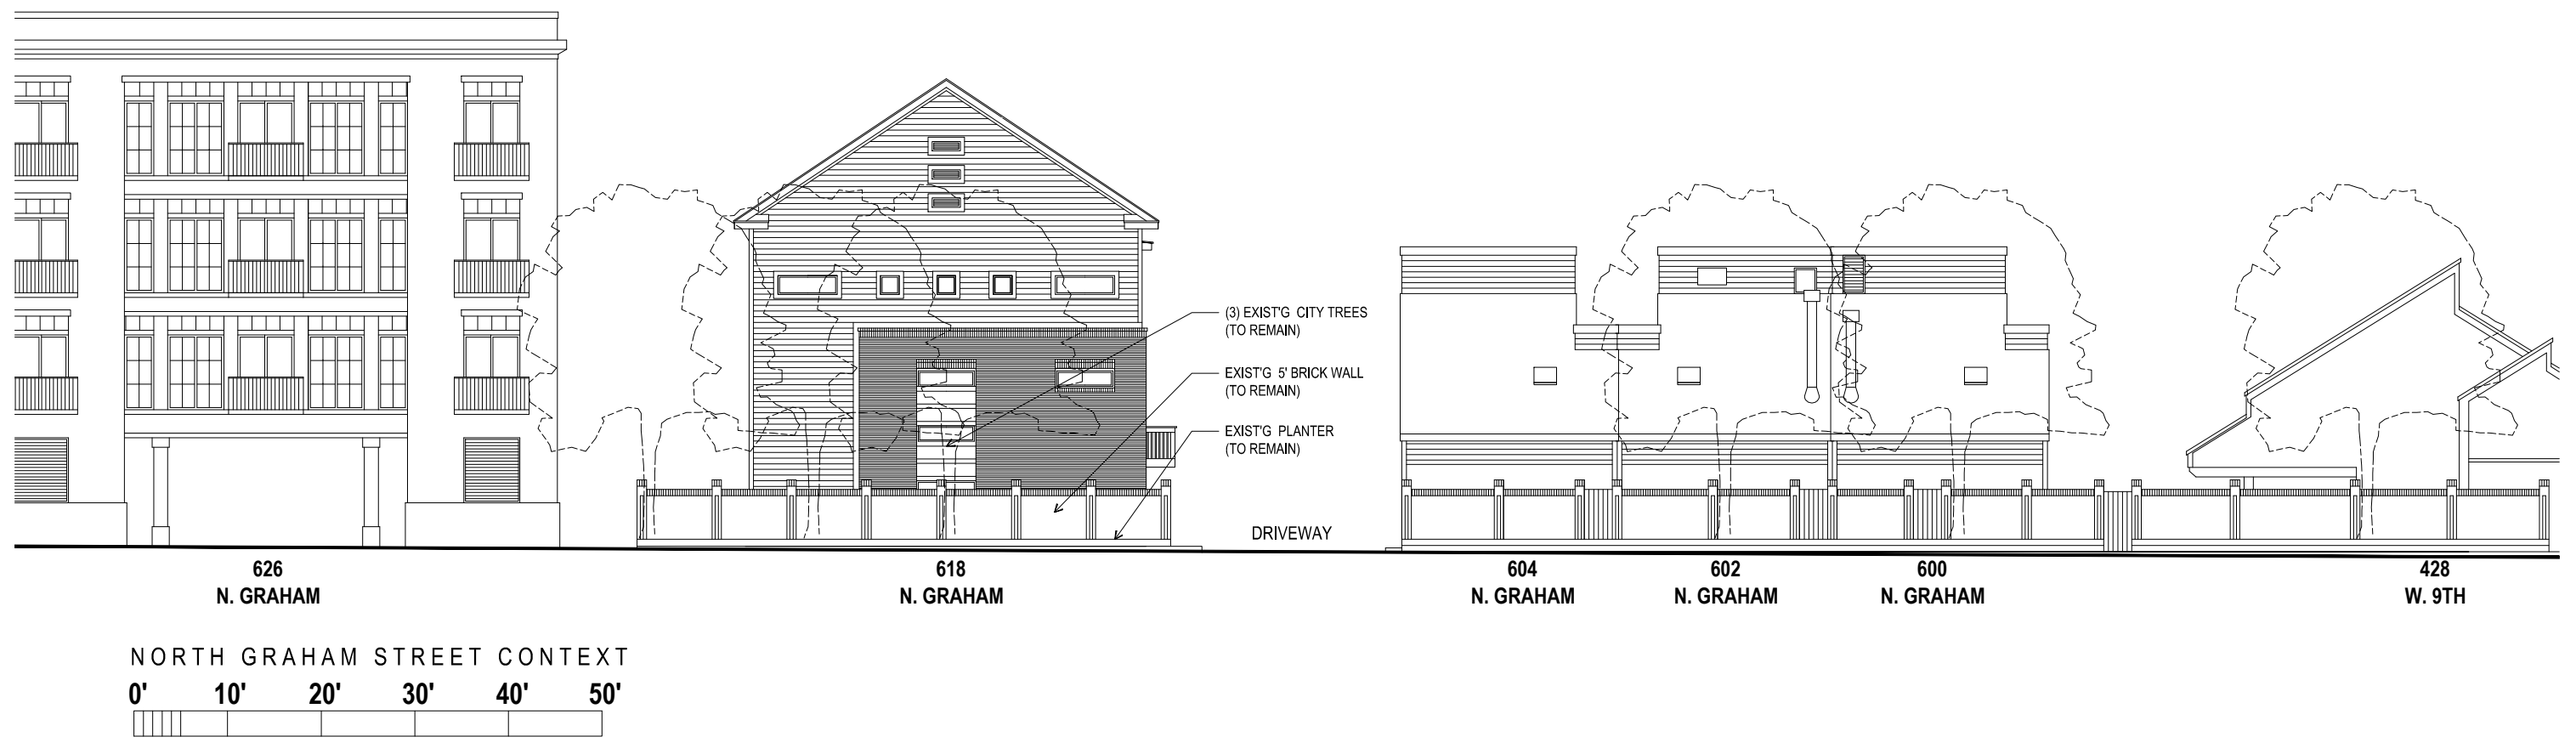 (3) EXIST'G CITY TREES
(TO REMAIN)
EXIST'G 5' BRICK WALL
(TO REMAIN)
EXIST'G PLANTER
(TO REMAIN)
DRIVEWAY
626
N. GRAHAM
618
N. GRAHAM
604
N. GRAHAM
602
N. GRAHAM
600
N. GRAHAM
428
W. 9TH
NORTH GRAHAM STREET CONTEXT
0' 10' 20' 30' 40' 50'